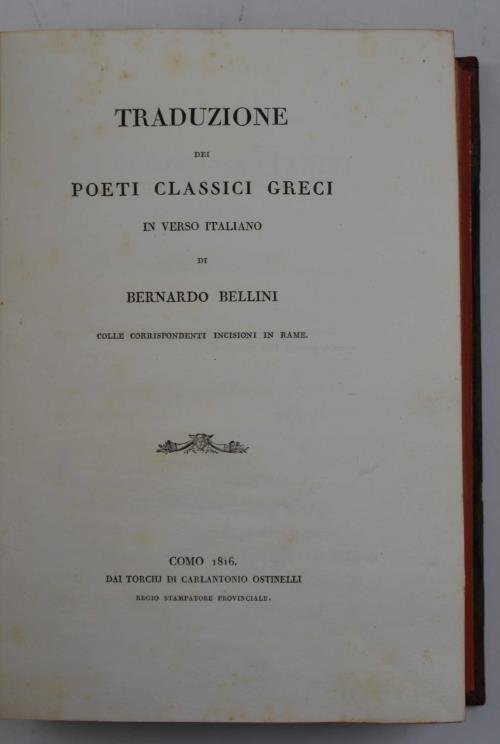 TRADUZIONE
DEI
POETI CLASSICI GRECI
IN VERSO ITALIANO
DI
BERNARDO BELLINI
COLLE CORRISPONDENTI INCISIONI IN RAME.
COMO 1816.
DAI TORCHJ DI CARLANTONIO OSTINELLI
REGIO STAMPATORE PROVINCIALE.